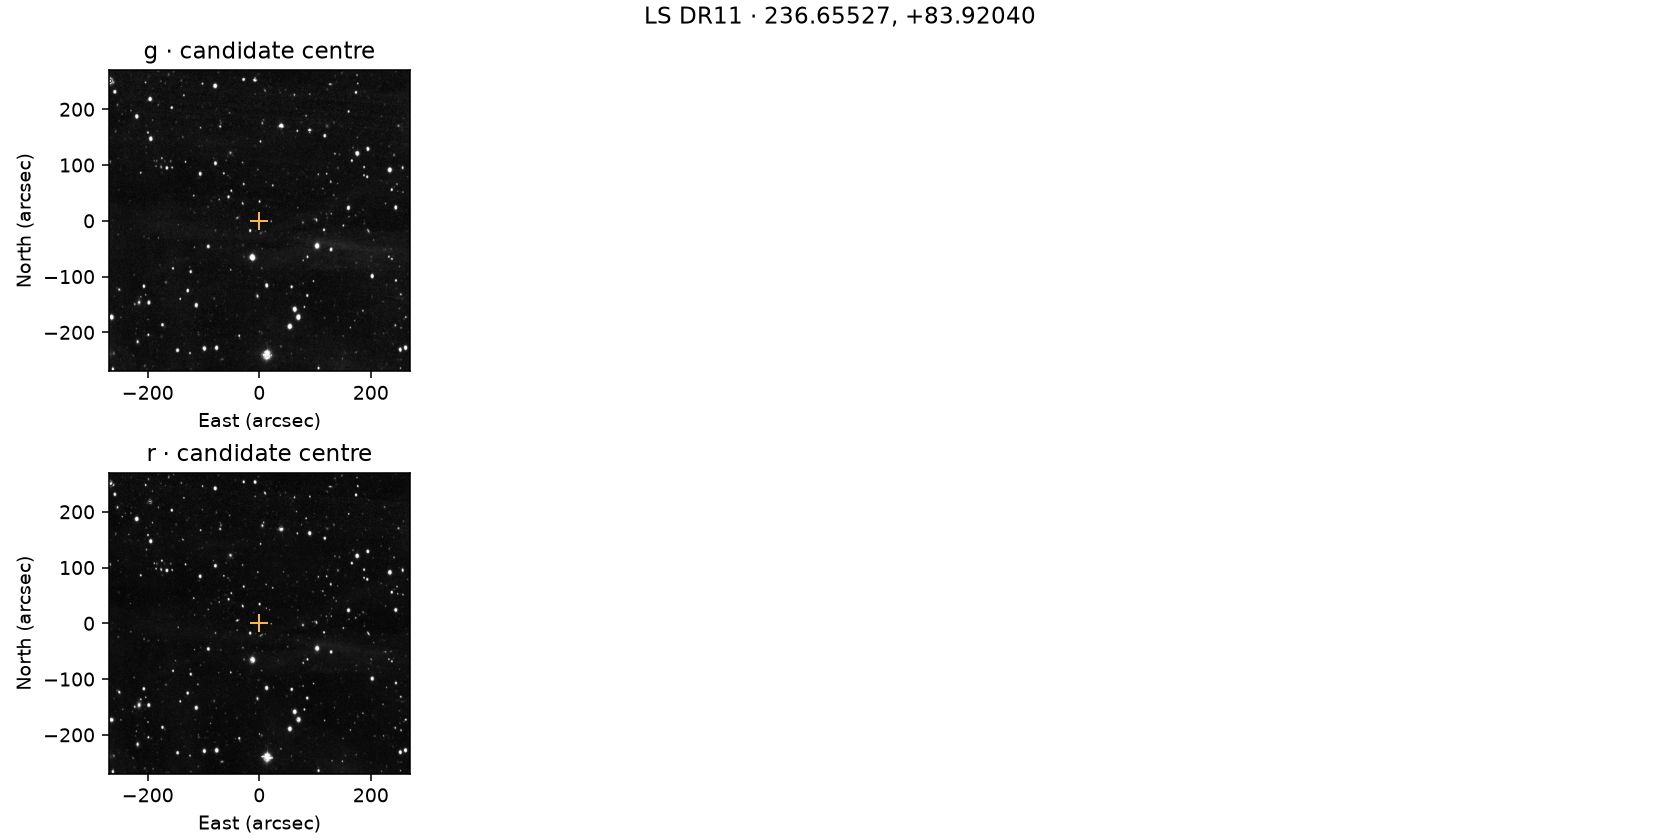 LS DR11 · 236.65527, +83.92040
g · candidate centre
North (arcsec)
200
100
0
−100
−200
−200 0 200
East (arcsec)
r · candidate centre
North (arcsec)
200
100
0
−100
−200
−200 0 200
East (arcsec)